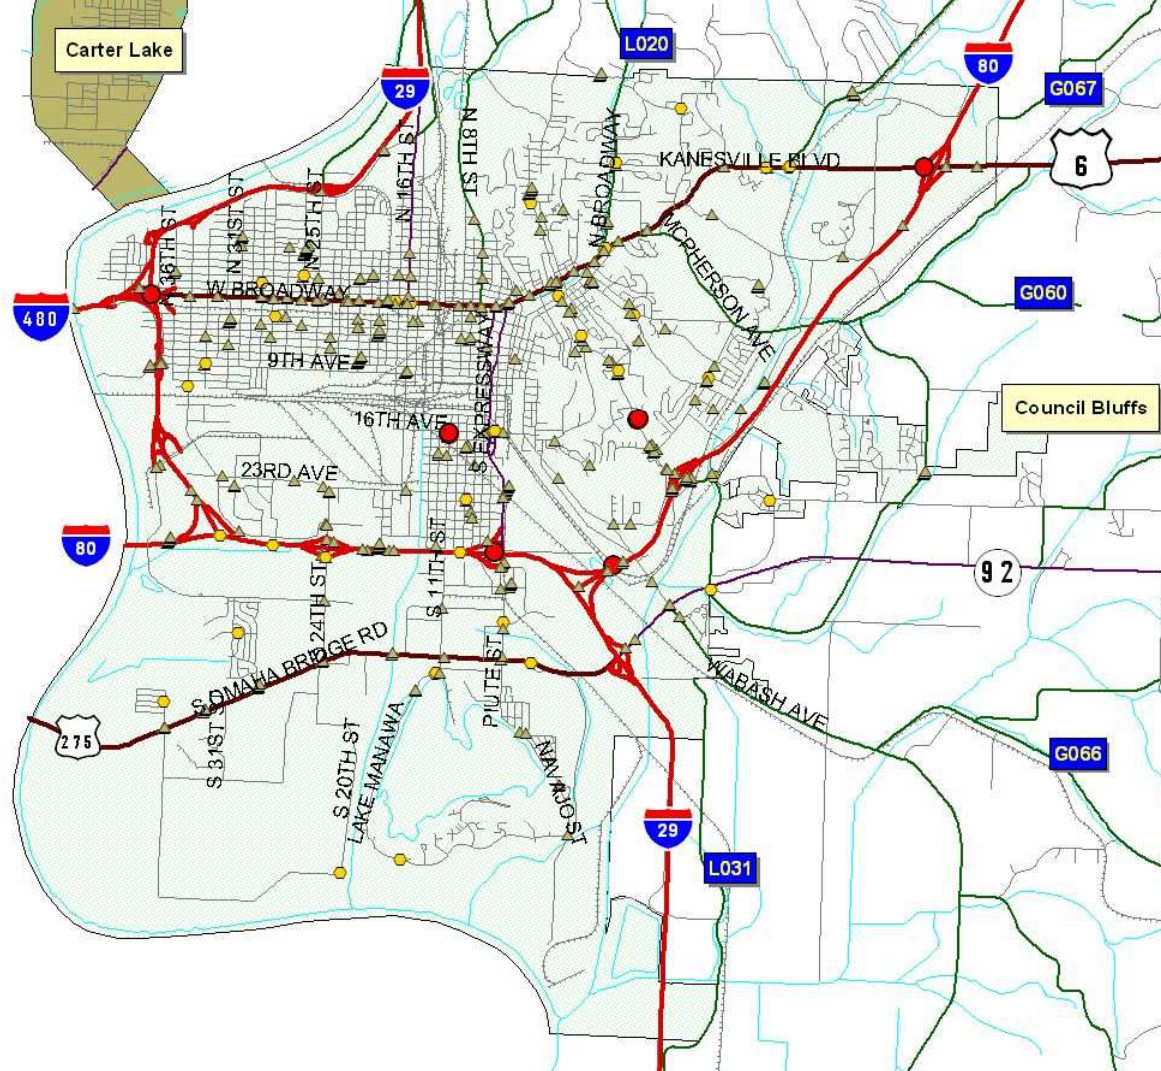 Carter Lake
L020
80
29
G067
N 16TH ST
N 8TH ST
N BROADWAY
KANESVILLE BLVD
6
N 31ST ST
N 25TH ST
N 36TH ST
MCPHERSON AVE
W BROADWAY
G060
480
9TH AVE
S EXPRESSWAY
Council Bluffs
16TH AVE
23RD AVE
80
S 11TH ST
92
S 24TH ST
S OMAHA BRIDGE RD
PIUTE ST
WABASH AVE
275
S 31ST ST
S 20TH ST
LAKE MANAWA
NAVAJO ST
G066
29
L031